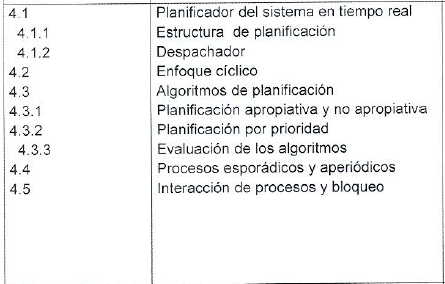 4.1 Planificador del sistema en tiempo real
4.1.1 Estructura de planificación
4.1.2 Despachador
4.2 Enfoque cíclico
4.3 Algoritmos de planificación
4.3.1 Planificación apropiativa y no apropiativa
4.3.2 Planificación por prioridad
4.3.3 Evaluación de los algoritmos
4.4 Procesos esporádicos y aperiódicos
4.5 Interacción de procesos y bloqueo